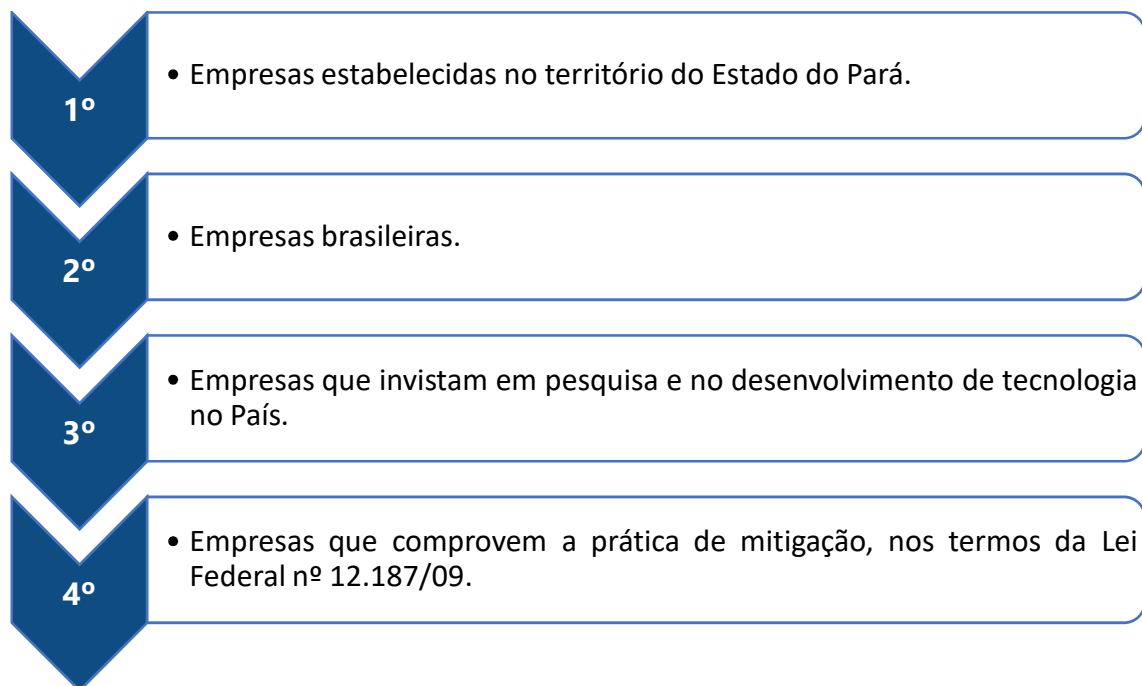 1º
• Empresas estabelecidas no território do Estado do Pará.
2º
• Empresas brasileiras.
3º
• Empresas que invistam em pesquisa e no desenvolvimento de tecnologia
no País.
4º
• Empresas que comprovem a prática de mitigação, nos termos da Lei
Federal nº 12.187/09.